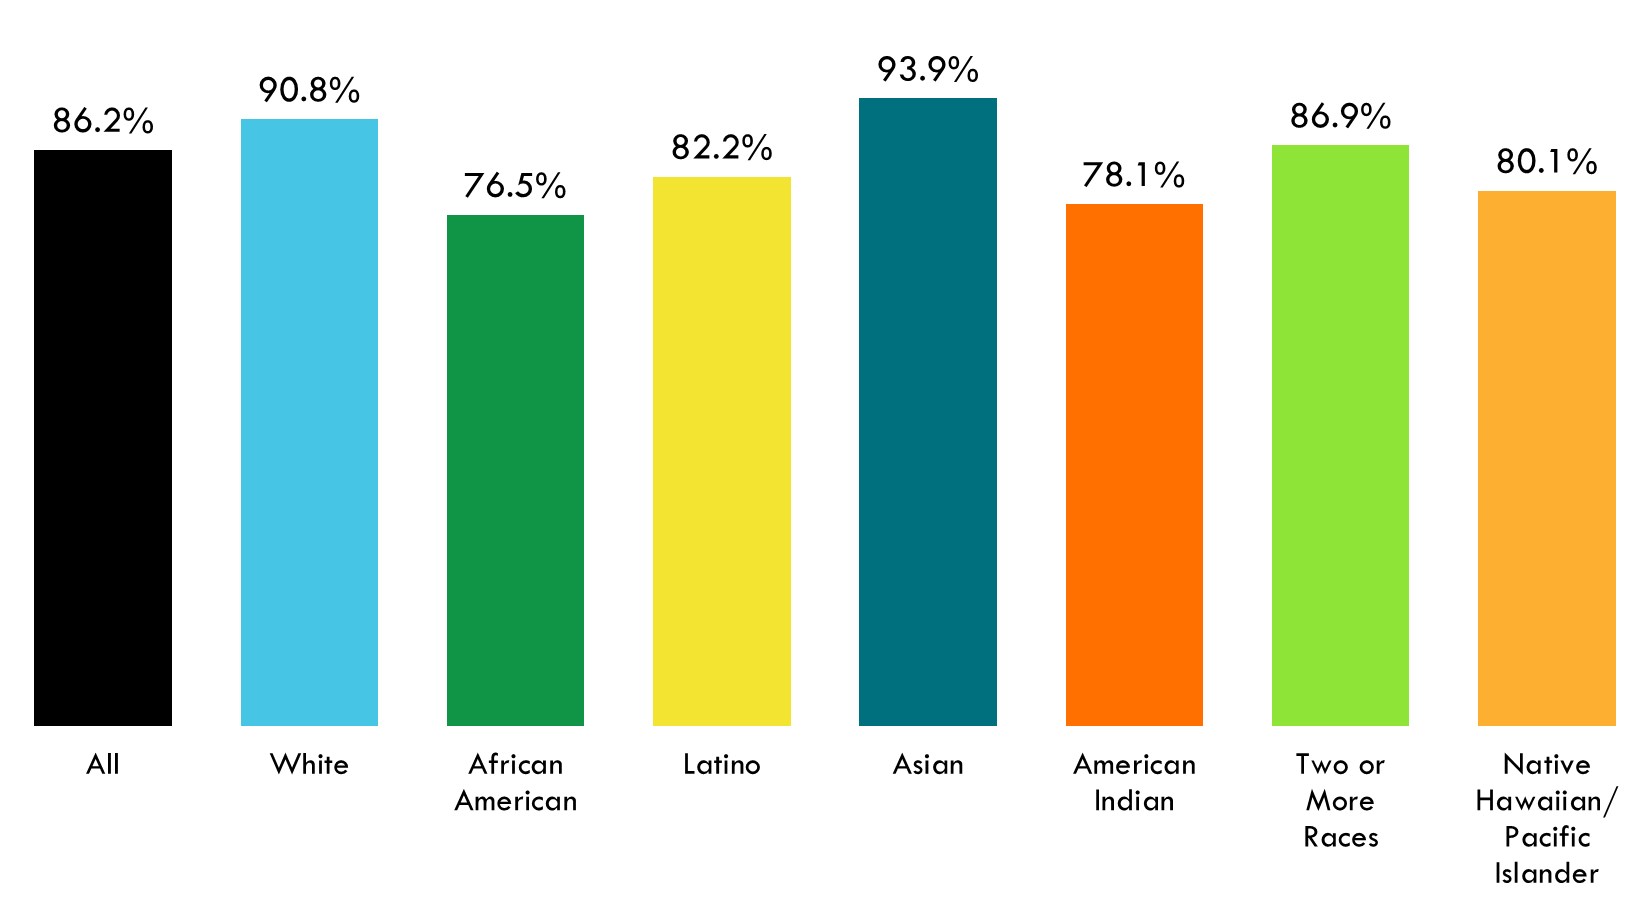 86.2%
90.8%
76.5%
82.2%
93.9%
78.1%
86.9%
80.1%
All
White
African
American
Latino
Asian
American
Indian
Two or
More
Races
Native
Hawaiian/
Pacific
Islander